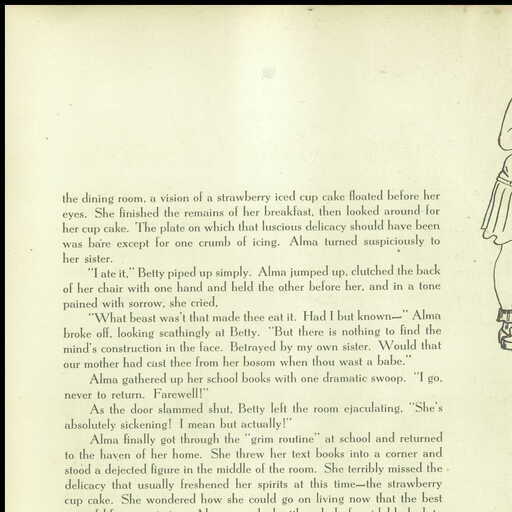 the dining room, a vision of a strawberry iced cup cake floated before her
eyes. She finished the remains of her breakfast, then looked around for
her cup cake. The plate on which that luscious delicacy should have been
was bare except for one crumb of icing. Alma turned suspiciously to
her sister.
"I ate it," Betty piped up simply. Alma jumped up, clutched the back
of her chair with one hand and held the other before her, and in a tone
pained with sorrow, she cried,
"What beast was't that made thee eat it. Had I but known—" Alma
broke off, looking scathingly at Betty. "But there is nothing to find the
mind's construction in the face. Betrayed by my own sister. Would that
our mother had cast thee from her bosom when thou wast a babe."
Alma gathered up her school books with one dramatic swoop. "I go,
never to return. Farewell!"
As the door slammed shut, Betty left the room ejaculating, "She's
absolutely sickening! I mean but actually!"
Alma finally got through the "grim routine" at school and returned
to the haven of her home. She threw her text books into a corner and
stood a dejected figure in the middle of the room. She terribly missed the
delicacy that usually freshened her spirits at this time—the strawberry
cup cake. She wondered how she could go on living now that the best